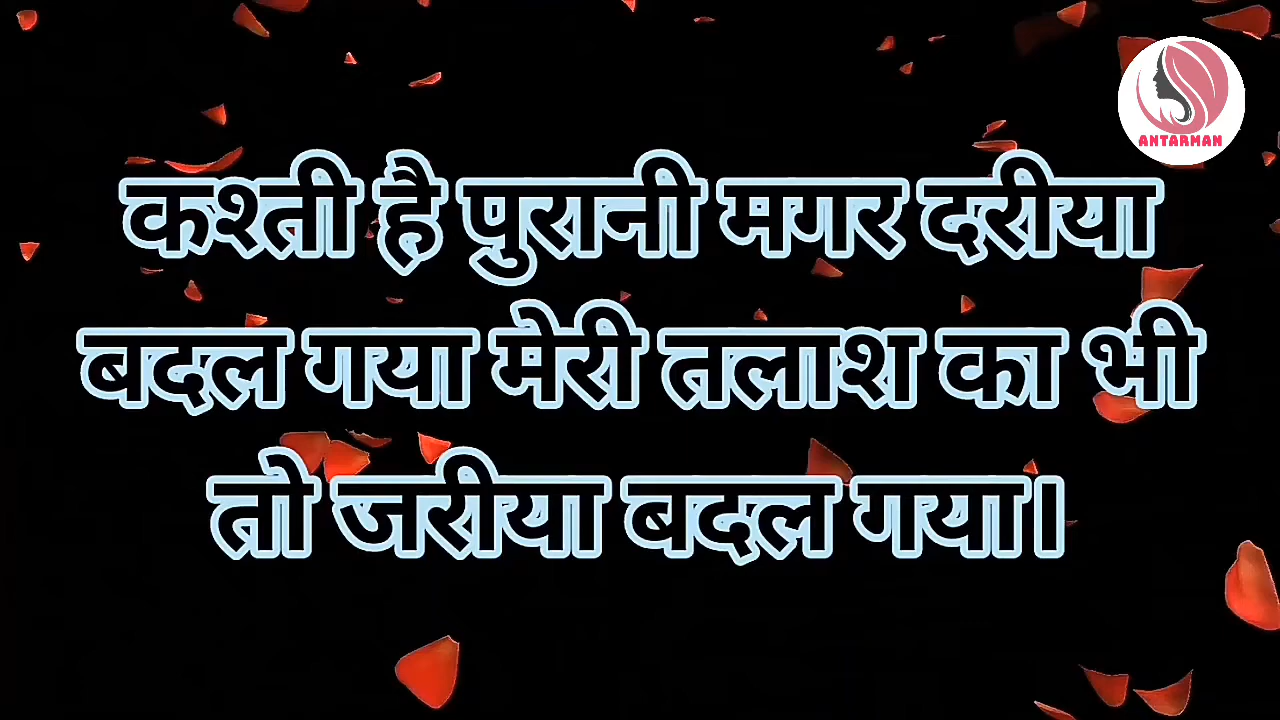 ANTARMAN
कश्ती है पुरानी मगर दरीया
बदल गया मेरी तलाश का भी
तो जरीया बदल गया।